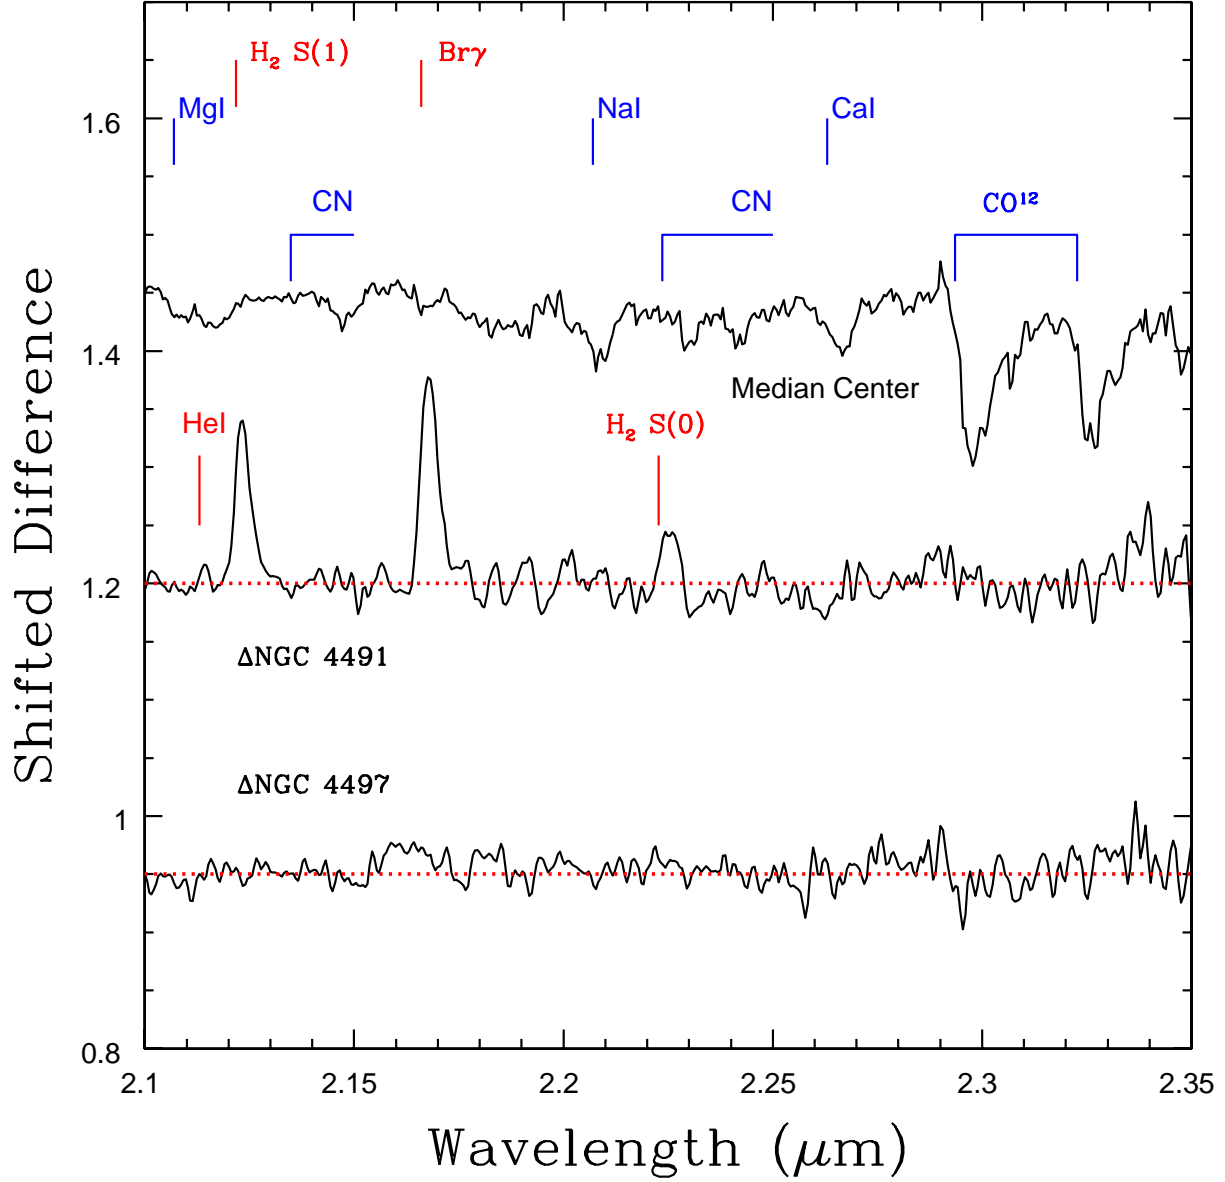 H₂ S(1) Brγ
MgI NaI CaI
CN CN CO¹²
Median Center
HeI H₂ S(0)
ΔNGC 4491
ΔNGC 4497
1.6
1.4
1.2
1
0.8
2.1 2.15 2.2 2.25 2.3 2.35
Shifted Difference
Wavelength (μm)